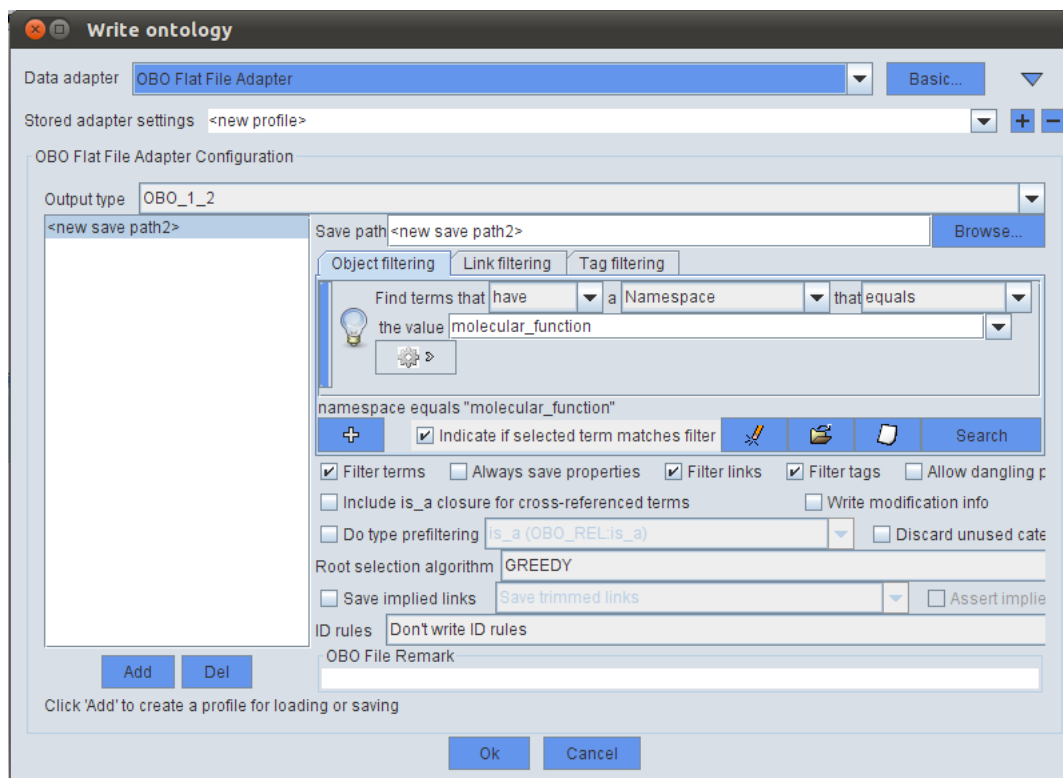 Write ontology
Data adapter OBO Flat File Adapter Basic...
Stored adapter settings <new profile>
OBO Flat File Adapter Configuration
Output type OBO_1_2
<new save path2>
Save path <new save path2> Browse...
Object filtering Link filtering Tag filtering
Find terms that have a Namespace that equals
the value molecular_function
namespace equals "molecular_function"
Indicate if selected term matches filter Search
Filter terms Always save properties Filter links Filter tags Allow dangling p
Include is_a closure for cross-referenced terms Write modification info
Do type prefiltering is_a (OBO_REL:is_a) Discard unused cate
Root selection algorithm GREEDY
Save implied links Save trimmed links Assert implie
ID rules Don't write ID rules
OBO File Remark
Add Del
Click 'Add' to create a profile for loading or saving
Ok Cancel